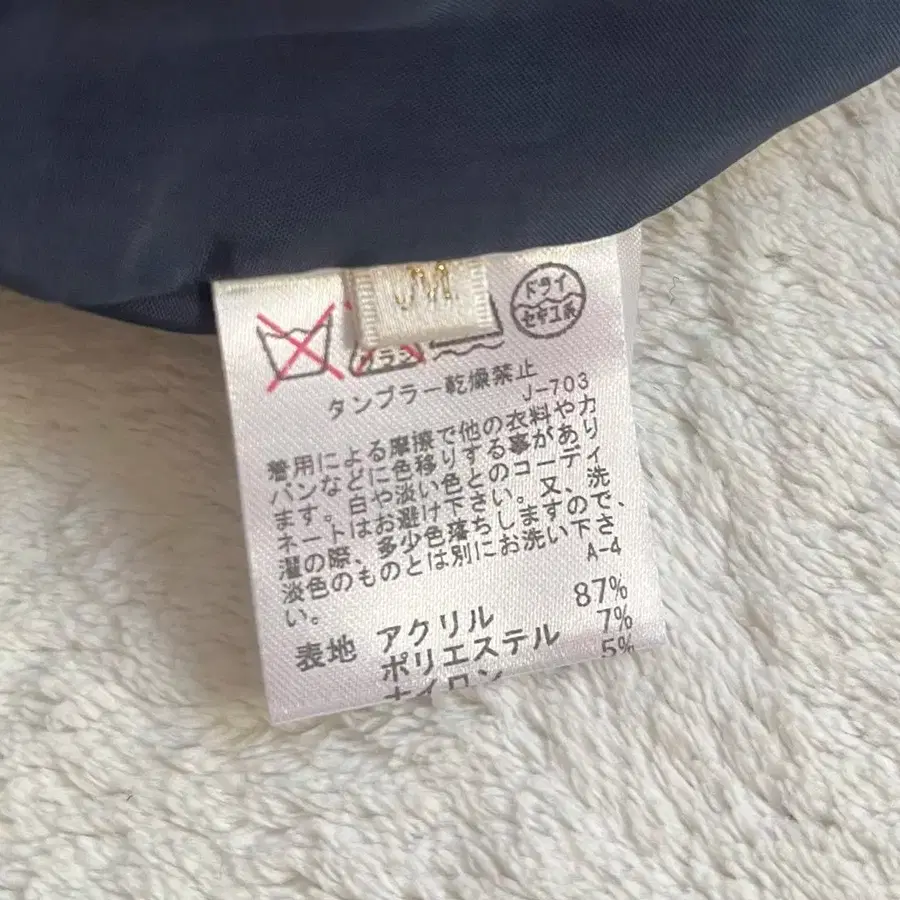 M
ドライ
セキユ系
タンブラー乾燥禁止
J-703
着用による摩擦で他の衣料やカ
バンなどに色移りする事があり
ます。白や淡い色とのコーディ
ネートはお避け下さい。又、洗
濯の際、多少色落ちしますので、
淡色のものとは別にお洗い下さ
い。
A-4
表地 アクリル 87%
ポリエステル 7%
ナイロン 5%